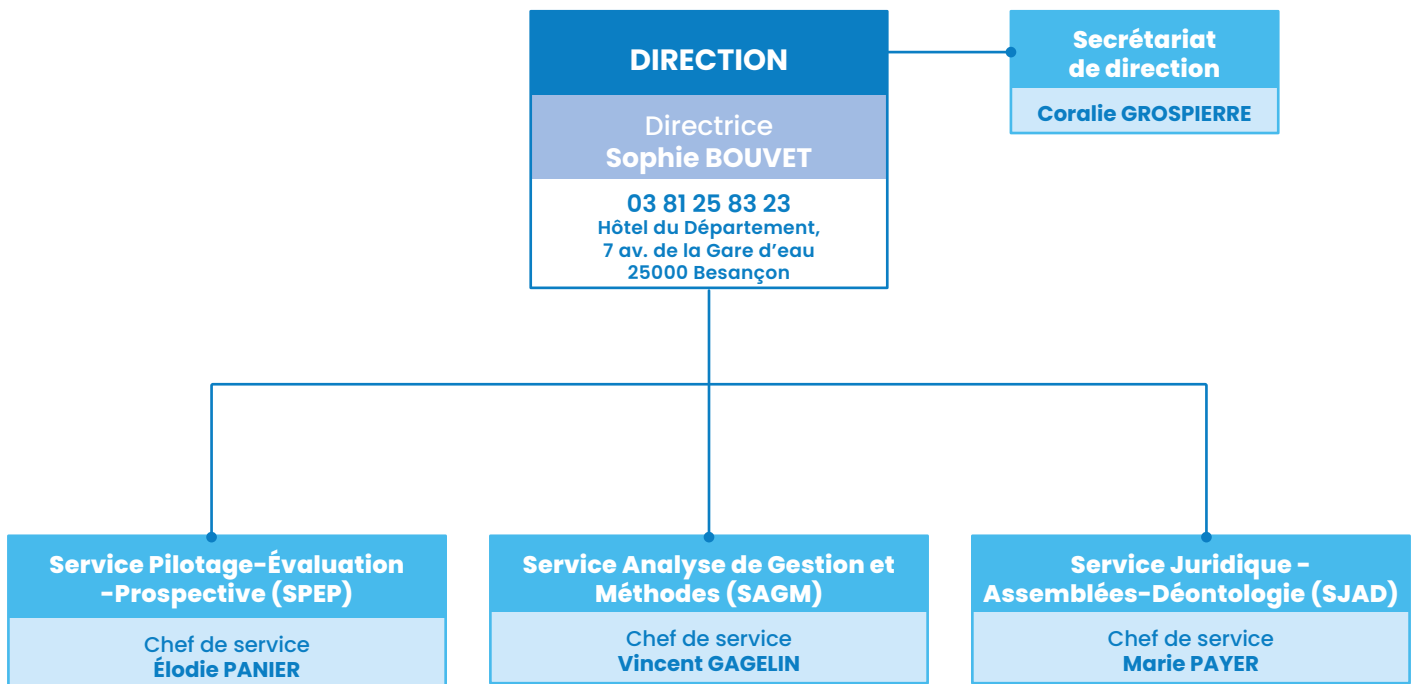 DIRECTION
Directrice
Sophie BOUVET
03 81 25 83 23
Hôtel du Département,
7 av. de la Gare d’eau
25000 Besançon
Secrétariat
de direction
Coralie GROSPIERRE
Service Pilotage-Évaluation
-Prospective (SPEP)
Chef de service
Élodie PANIER
Service Analyse de Gestion et
Méthodes (SAGM)
Chef de service
Vincent GAGELIN
Service Juridique -
Assemblées-Déontologie (SJAD)
Chef de service
Marie PAYER